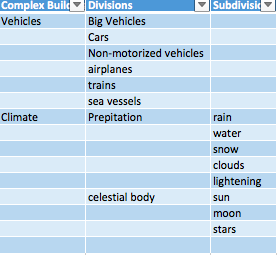 Complex Build Divisions Subdivisio
Vehicles Big Vehicles
Cars
Non-motorized vehicles
airplanes
trains
sea vessels
Climate Prepitation rain
water
snow
clouds
lightening
celestial body sun
moon
stars